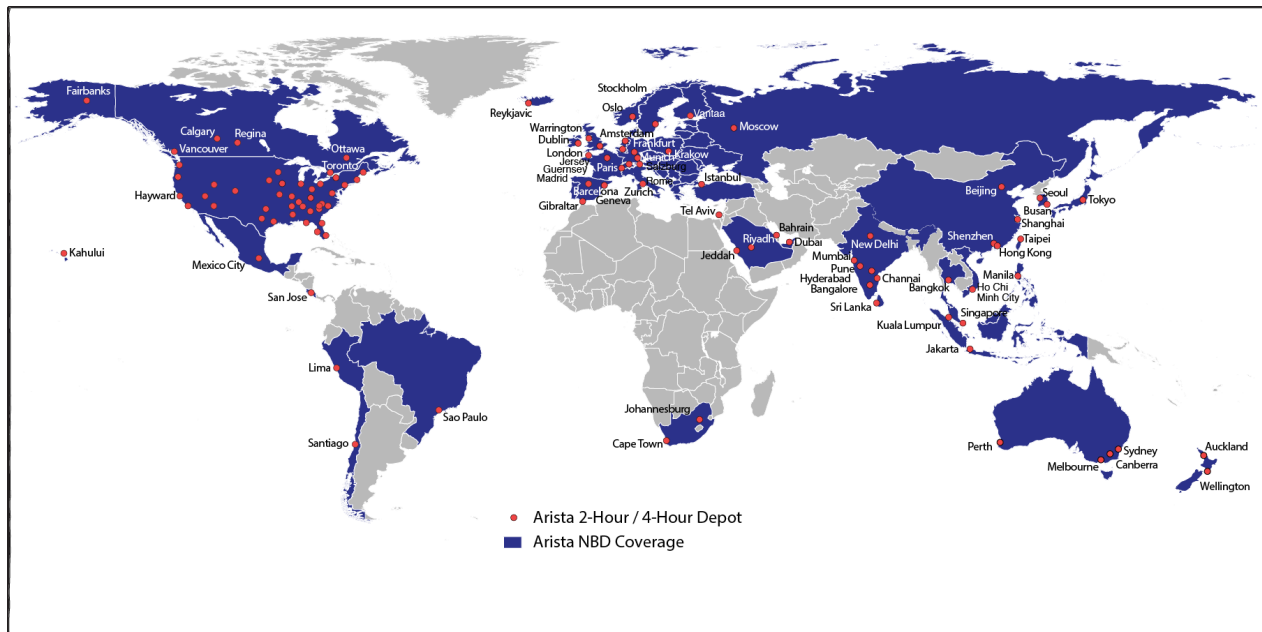 Fairbanks
Calgary
Regina
Vancouver
Ottawa
Toronto
Hayward
Kahului
Mexico City
San Jose
Lima
Sao Paulo
Santiago
Reykjavic
Stockholm
Oslo
Vantaa
Moscow
Warrington
Dublin
Amsterdam
London
Jersey
Guernsey
Madrid
Frankfurt
Munich
Krakow
Salzburg
Paris
Rome
Zurich
Barcelona
Geneva
Gibraltar
Istanbul
Tel Aviv
Bahrain
Riyadh
Dubai
Jeddah
New Delhi
Mumbai
Pune
Hyderabad
Bangalore
Channai
Sri Lanka
Beijing
Seoul
Busan
Tokyo
Shanghai
Shenzhen
Taipei
Hong Kong
Manila
Bangkok
Ho Chi
Minh City
Singapore
Kuala Lumpur
Jakarta
Johannesburg
Cape Town
Perth
Sydney
Canberra
Melbourne
Auckland
Wellington
Arista 2-Hour / 4-Hour Depot
Arista NBD Coverage